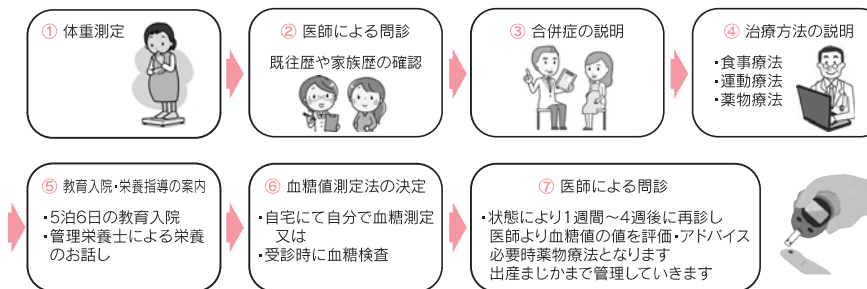 ① 体重測定
② 医師による問診
既往歴や家族歴の確認
③ 合併症の説明
④ 治療方法の説明
・食事療法
・運動療法
・薬物療法
⑤ 教育入院・栄養指導の案内
・5泊6日の教育入院
・管理栄養士による栄養
のお話し
⑥ 血糖値測定法の決定
・自宅にて自分で血糖測定
又は
・受診時に血糖検査
⑦ 医師による問診
・状態により1週間～4週後に再診し
医師より血糖値の値を評価・アドバイス
必要時薬物療法となります
出産まじかまで管理していきます